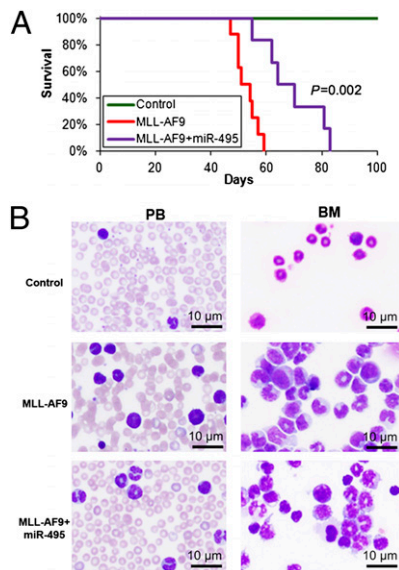 A
100%
80%
60%
40%
20%
0%
Survival
P=0.002
Control
MLL-AF9
MLL-AF9+miR-495
0 20 40 60 80 100
Days
B
PB BM
Control
10 μm 10 μm
MLL-AF9
10 μm 10 μm
MLL-AF9+
miR-495
10 μm 10 μm